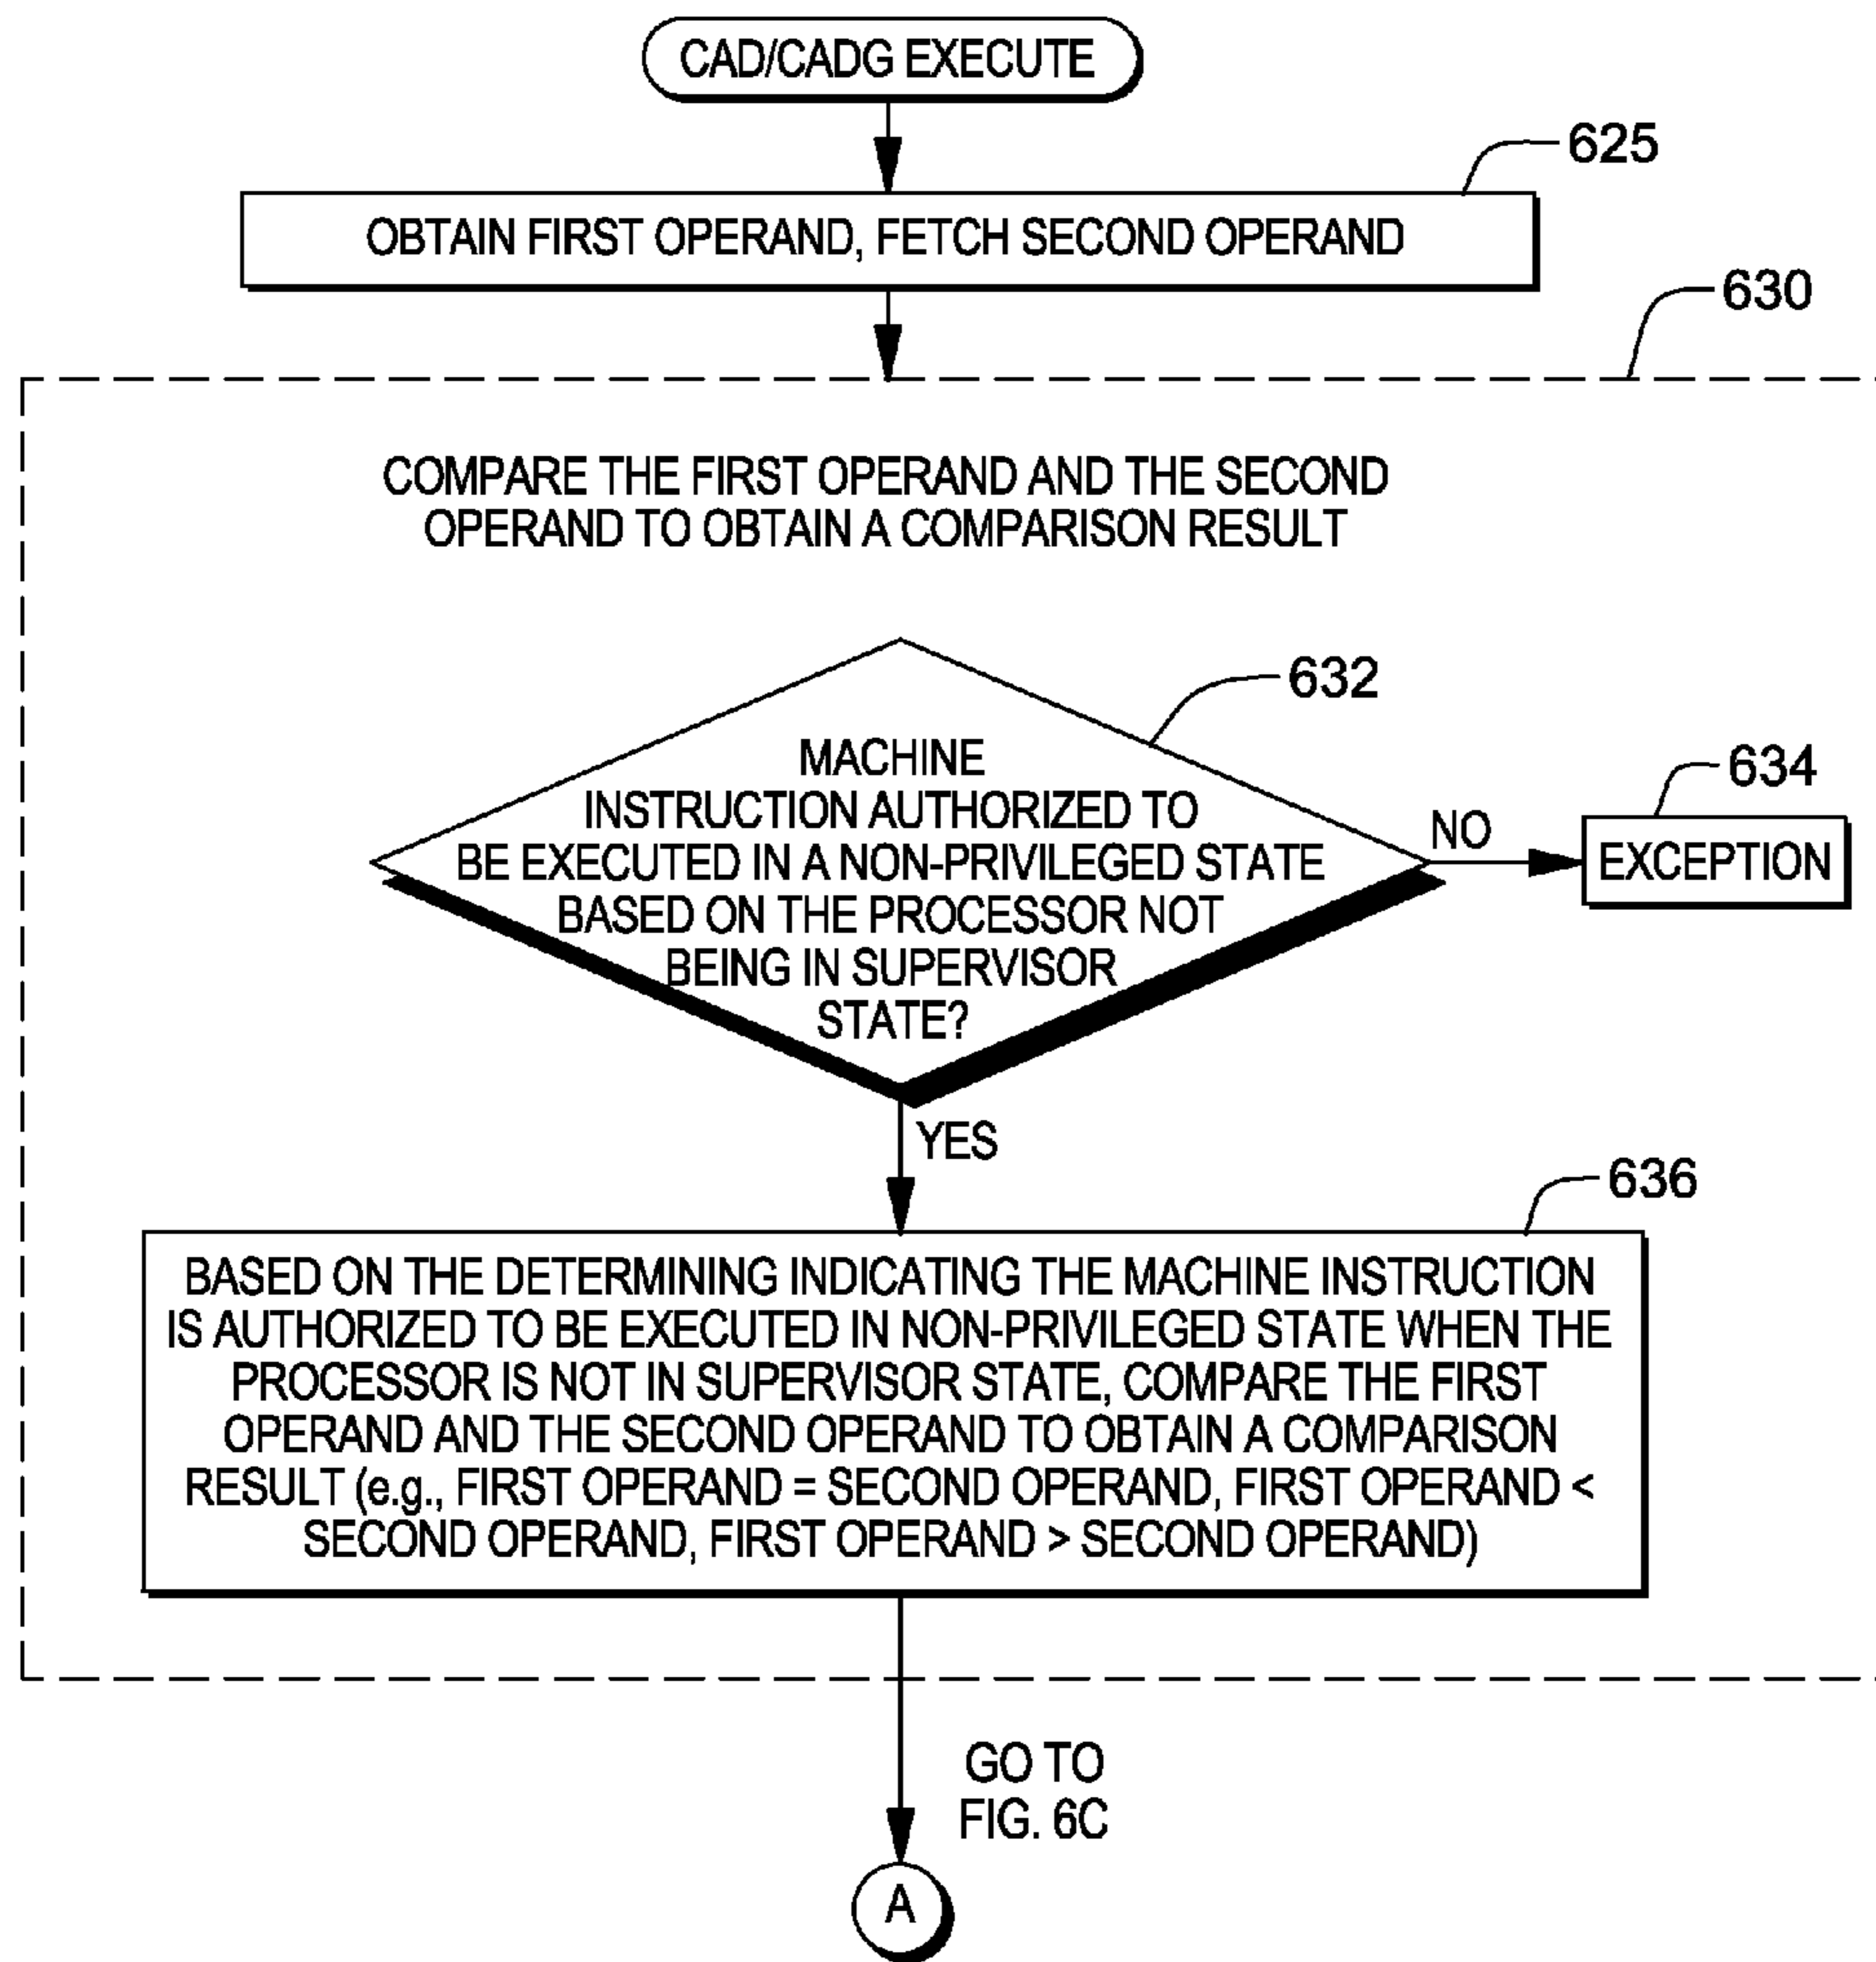 CAD/CADG EXECUTE
625
OBTAIN FIRST OPERAND, FETCH SECOND OPERAND
630
COMPARE THE FIRST OPERAND AND THE SECOND
OPERAND TO OBTAIN A COMPARISON RESULT
632
MACHINE
INSTRUCTION AUTHORIZED TO
BE EXECUTED IN A NON-PRIVILEGED STATE
BASED ON THE PROCESSOR NOT
BEING IN SUPERVISOR
STATE?
NO
634
EXCEPTION
YES
636
BASED ON THE DETERMINING INDICATING THE MACHINE INSTRUCTION
IS AUTHORIZED TO BE EXECUTED IN NON-PRIVILEGED STATE WHEN THE
PROCESSOR IS NOT IN SUPERVISOR STATE, COMPARE THE FIRST
OPERAND AND THE SECOND OPERAND TO OBTAIN A COMPARISON
RESULT (e.g., FIRST OPERAND = SECOND OPERAND, FIRST OPERAND <
SECOND OPERAND, FIRST OPERAND > SECOND OPERAND)
GO TO
FIG. 6C
A